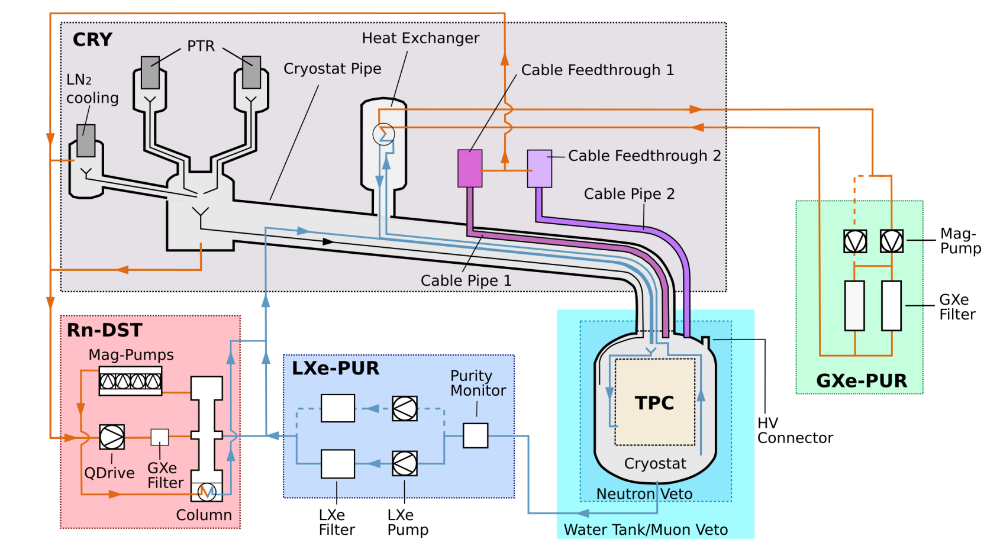 CRY
PTR
LN2
cooling
Cryostat Pipe
Heat Exchanger
Cable Feedthrough 1
Cable Feedthrough 2
Cable Pipe 2
Cable Pipe 1
Mag-
Pump
GXe
Filter
GXe-PUR
Rn-DST
Mag-Pumps
QDrive
GXe
Filter
Column
LXe-PUR
Purity
Monitor
LXe
Filter
LXe
Pump
TPC
Cryostat
Neutron Veto
Water Tank/Muon Veto
HV
Connector